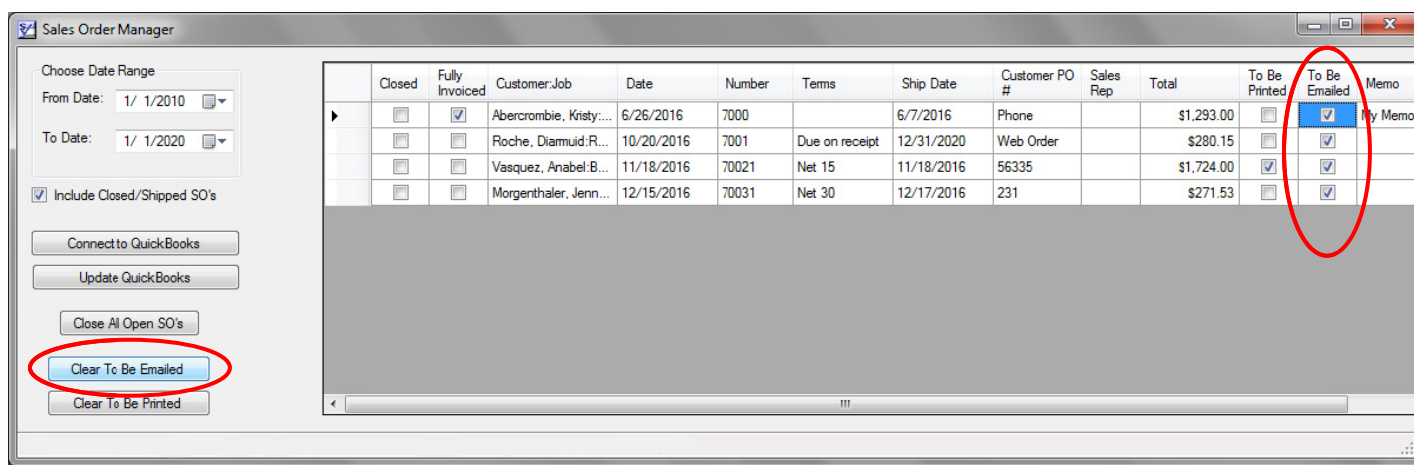 Sales Order Manager
Choose Date Range
From Date: 1/ 1/2010
To Date: 1/ 1/2020
Include Closed/Shipped SO's
Connect to QuickBooks
Update QuickBooks
Close All Open SO's
Clear To Be Emailed
Clear To Be Printed
Closed Fully Invoiced Customer:Job Date Number Terms Ship Date Customer PO # Sales Rep Total To Be Printed To Be Emailed Memo
Abercrombie, Kristy:... 6/26/2016 7000 6/7/2016 Phone $1,293.00 My Memo
Roche, Diarmuid:R... 10/20/2016 7001 Due on receipt 12/31/2020 Web Order $280.15
Vasquez, Anabel:B... 11/18/2016 70021 Net 15 11/18/2016 56335 $1,724.00
Morgenthaler, Jenn... 12/15/2016 70031 Net 30 12/17/2016 231 $271.53